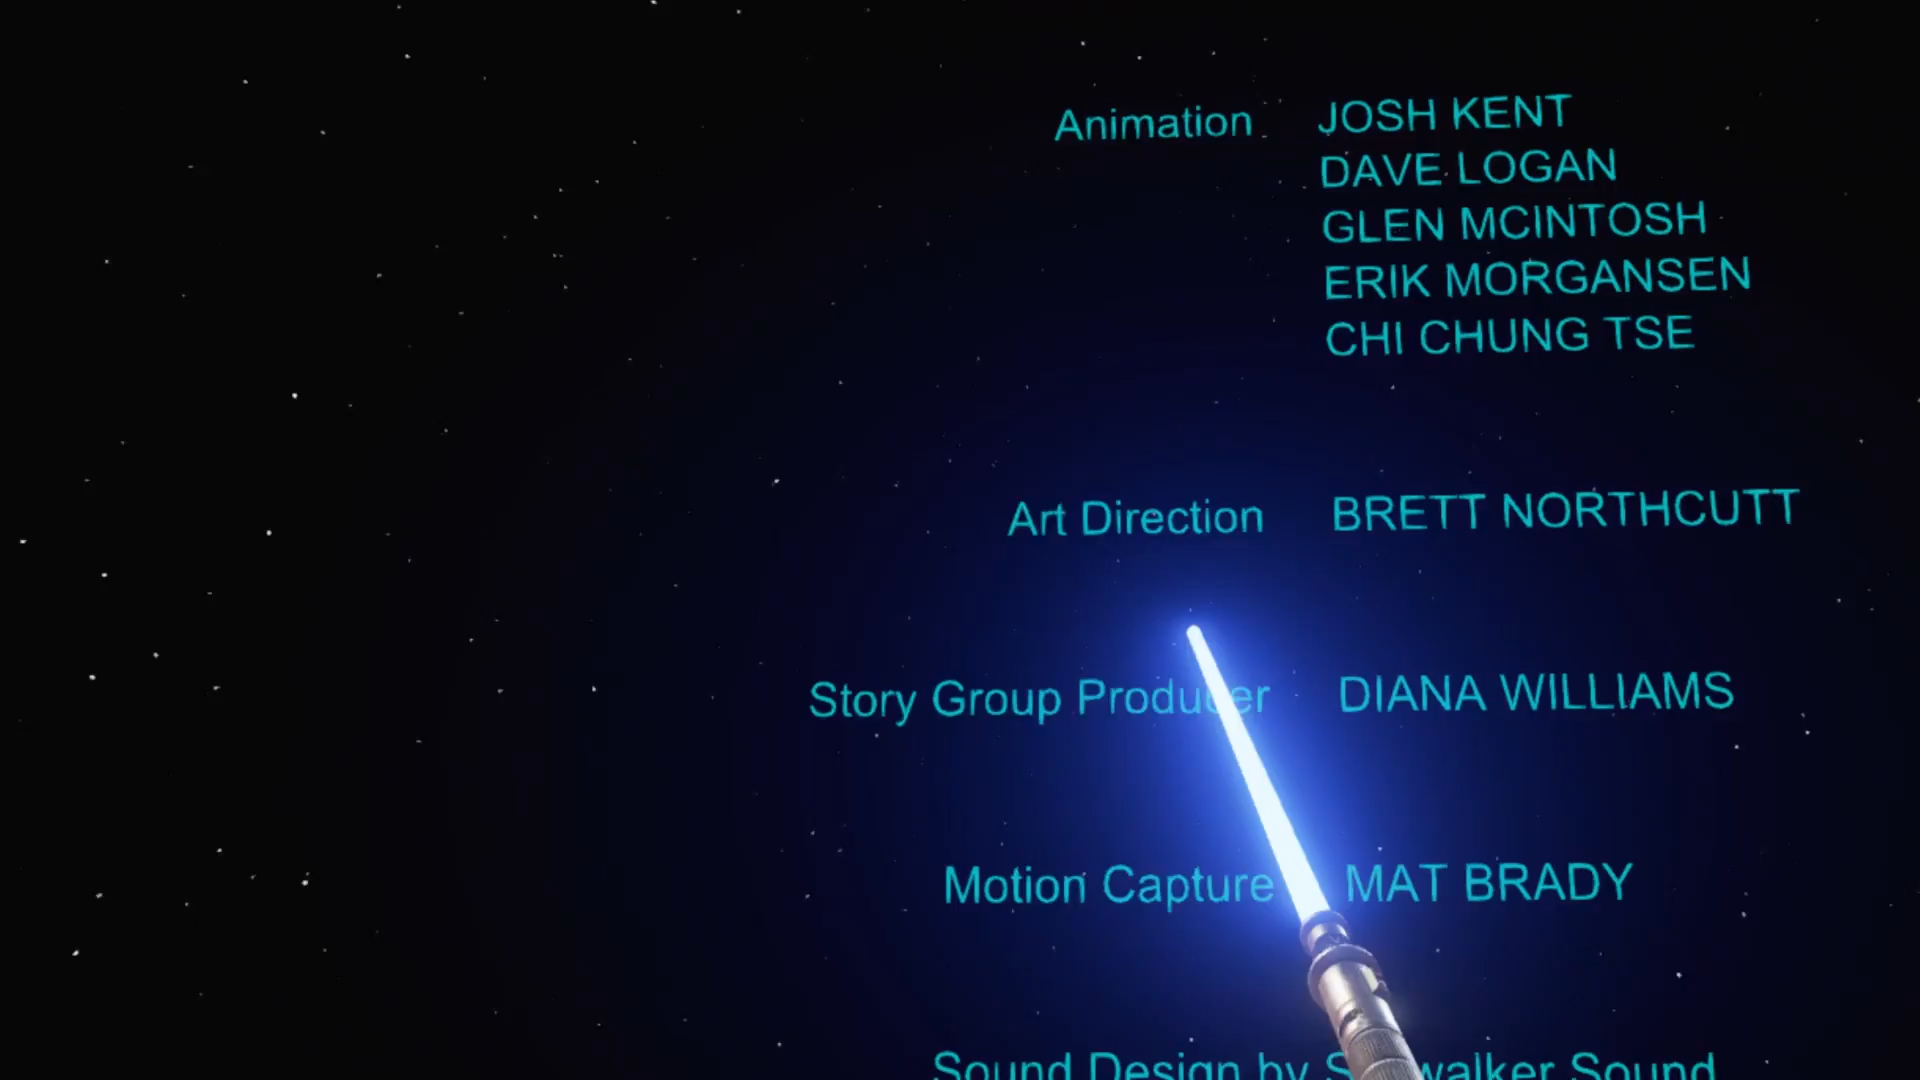 Animation JOSH KENT
DAVE LOGAN
GLEN MCINTOSH
ERIK MORGANSEN
CHI CHUNG TSE
Art Direction BRETT NORTHCUTT
Story Group Producer DIANA WILLIAMS
Motion Capture MAT BRADY
Sound Design by Skywalker Sound